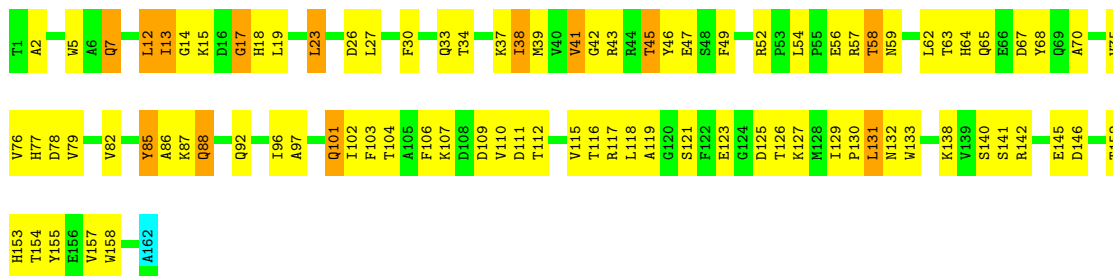 T1 A2 W5 A6 Q7 L12 I13 G14 K15 D16 G17 H18 L19 L23 D26 L27 F30 Q33 T34 K37 I38 M39 V40 V41 G42 R43 R44 T45 Y46 E47 S48 F49 R52 P53 L54 P55 E56 R57 T58 N59 L62 T63 H64 Q65 E66 D67 Y68 Q69 A70
V76 H77 D78 V79 V82 Y85 A86 K87 Q88 Q92 I96 A97 Q101 I102 F103 T104 A105 F106 K107 D108 D109 V110 D111 T112 V115 T116 R117 L118 A119 G120 S121 F122 E123 G124 D125 T126 K127 M128 I129 P130 L131 N132 W133 K138 V139 S140 S141 R142 E145 D146
H153 T154 Y155 E156 V157 W158 A162